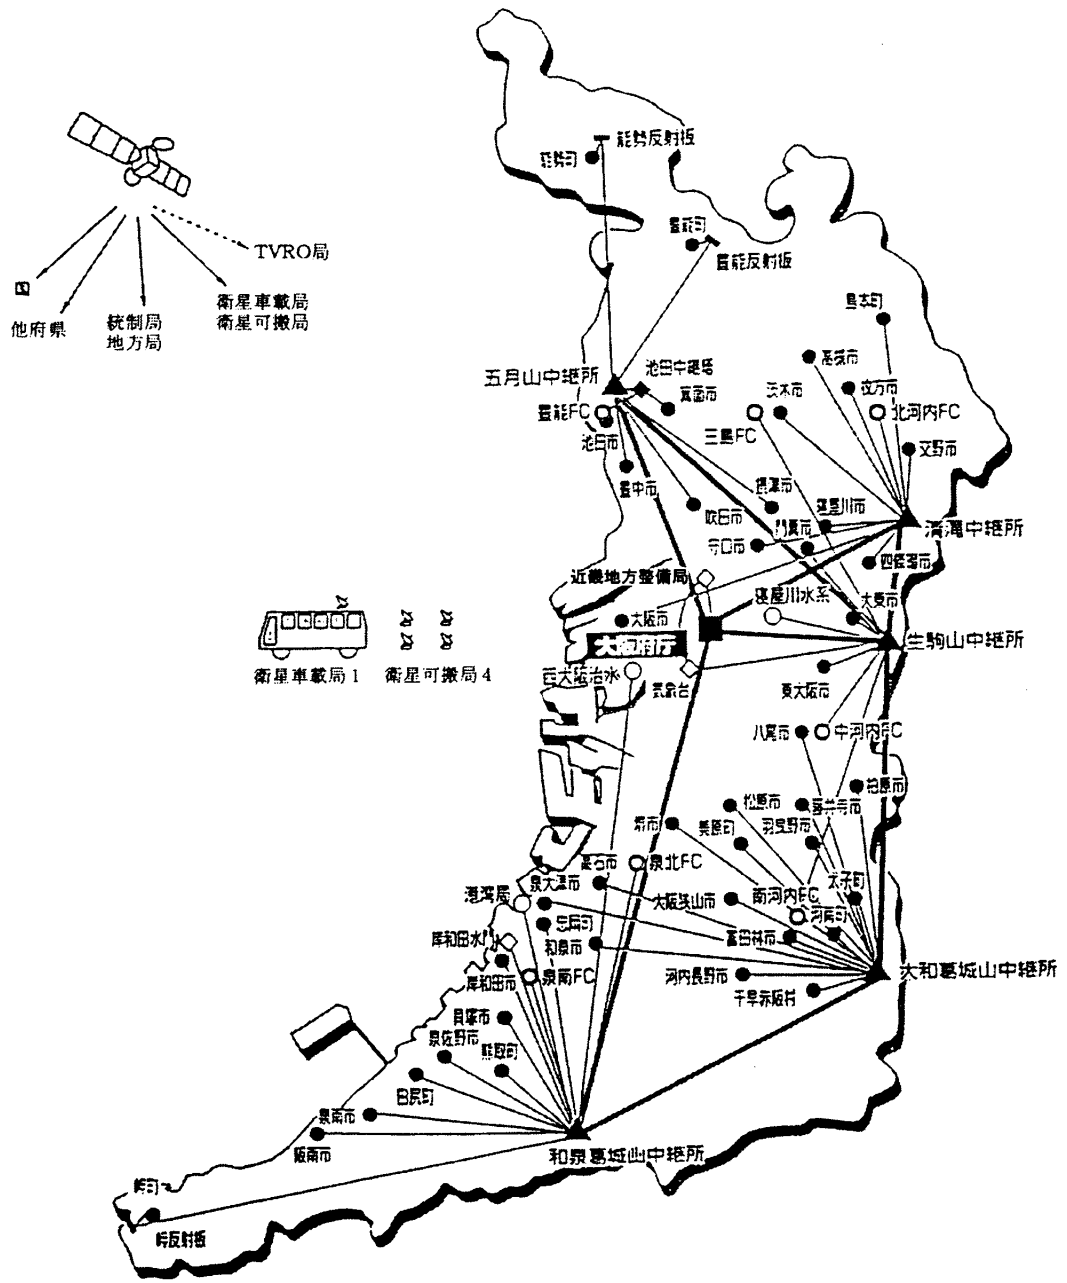 能勢反射板
能勢町
豊能町
豊能反射板
TVRO局
国
他府県
統制局
地方局
衛星車載局
衛星可搬局
島本町
高槻市
枚方市
茨木市
北河内FC
三島FC
交野市
五月山中継所
池田中継塔
箕面市
豊能FC
池田市
豊中市
吹田市
摂津市
寝屋川市
門真市
守口市
清滝中継所
四條畷市
近畿地方整備局
寝屋川水系
大東市
大阪市
大阪府庁
生駒山中継所
西大阪治水
気象台
東大阪市
衛星車載局1
衛星可搬局4
八尾市
中河内FC
柏原市
松原市
藤井寺市
堺市
美原町
羽曳野市
高石市
泉北FC
泉大津市
港湾局
大阪狭山市
南河内FC
太子町
河南町
忠岡町
岸和田水門
和泉市
富田林市
岸和田市
泉南FC
河内長野市
千早赤阪村
大和葛城山中継所
貝塚市
泉佐野市
熊取町
田尻町
泉南市
阪南市
和泉葛城山中継所
岬町
岬反射板